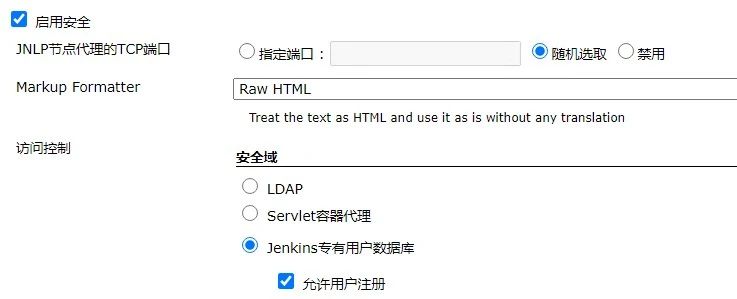 启用安全
JNLP节点代理的TCP端口 指定端口： 随机选取 禁用
Markup Formatter Raw HTML
Treat the text as HTML and use it as is without any translation
访问控制 安全域
LDAP
Servlet容器代理
Jenkins专有用户数据库
允许用户注册